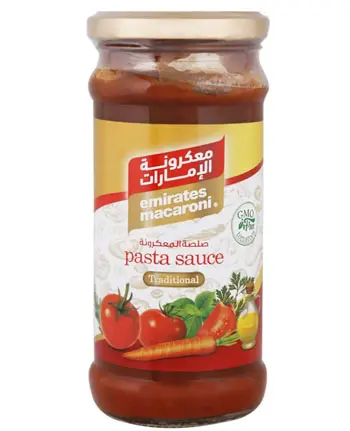 معكرونة
الإمارات
emirates
macaroni®
صلصة المعكرونة
pasta sauce
Traditional
GMO